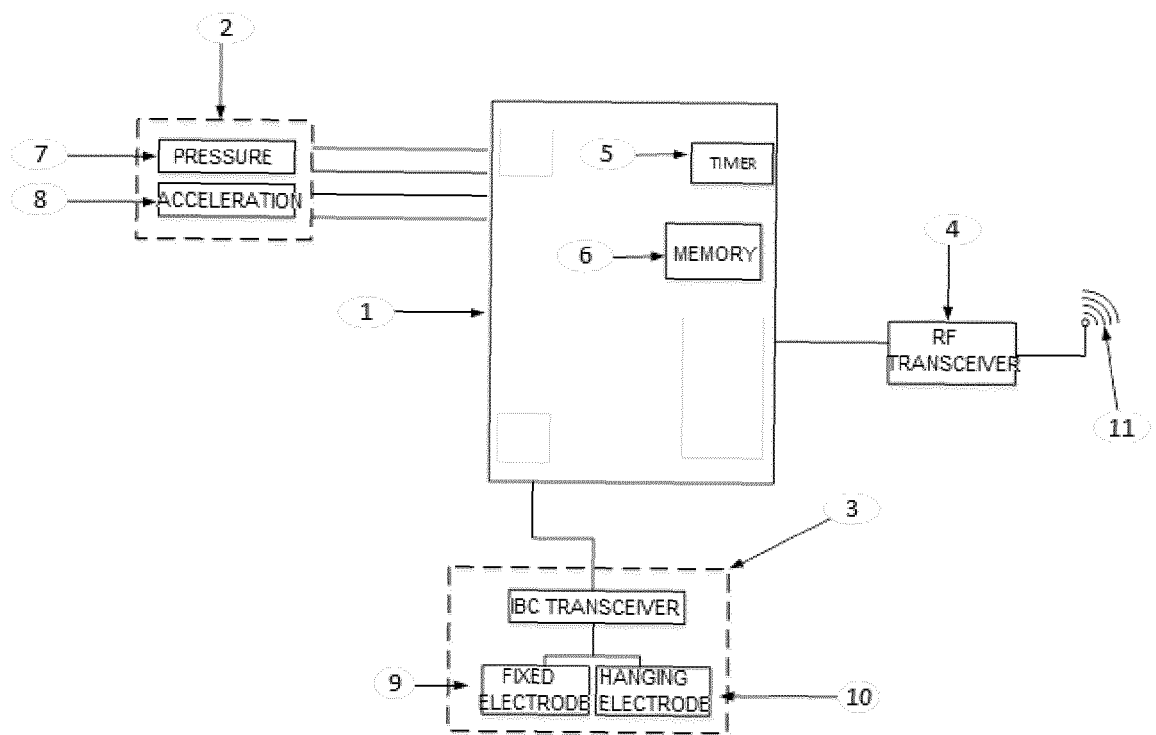 2
7
PRESSURE
8
ACCELERATION
5
TIMER
6
MEMORY
4
1
RF
TRANSCEIVER
11
3
IBC TRANSCEIVER
9
FIXED
ELECTRODE
HANGING
ELECTRODE
10